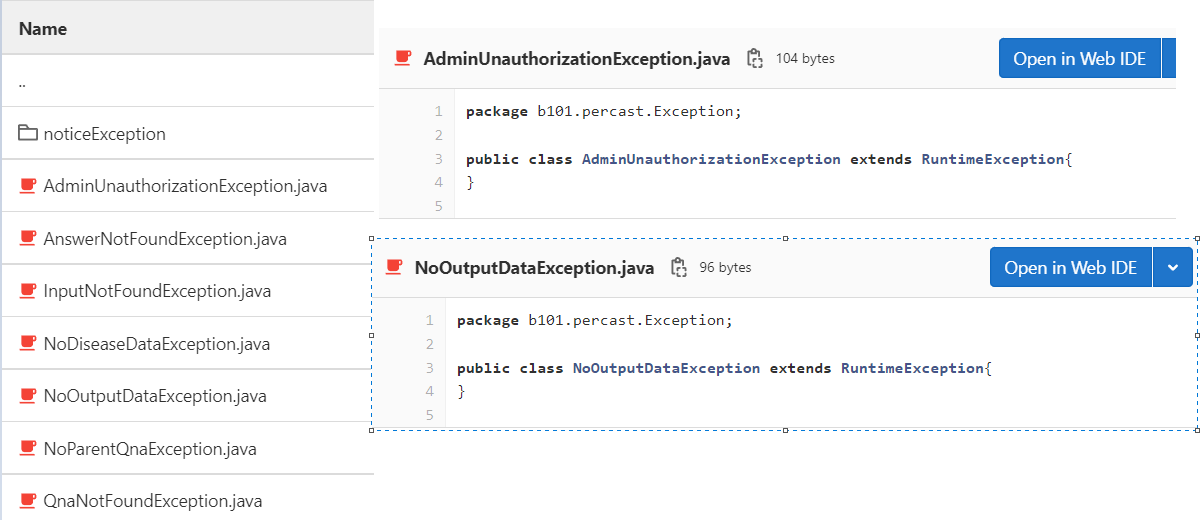 Name
..
noticeException
AdminUnauthorizationException.java
AnswerNotFoundException.java
InputNotFoundException.java
NoDiseaseDataException.java
NoOutputDataException.java
NoParentQnaException.java
QnaNotFoundException.java
AdminUnauthorizationException.java 104 bytes Open in Web IDE
1 package b101.percast.Exception;
2
3 public class AdminUnauthorizationException extends RuntimeException{
4 }
5
NoOutputDataException.java 96 bytes Open in Web IDE
1 package b101.percast.Exception;
2
3 public class NoOutputDataException extends RuntimeException{
4 }
5